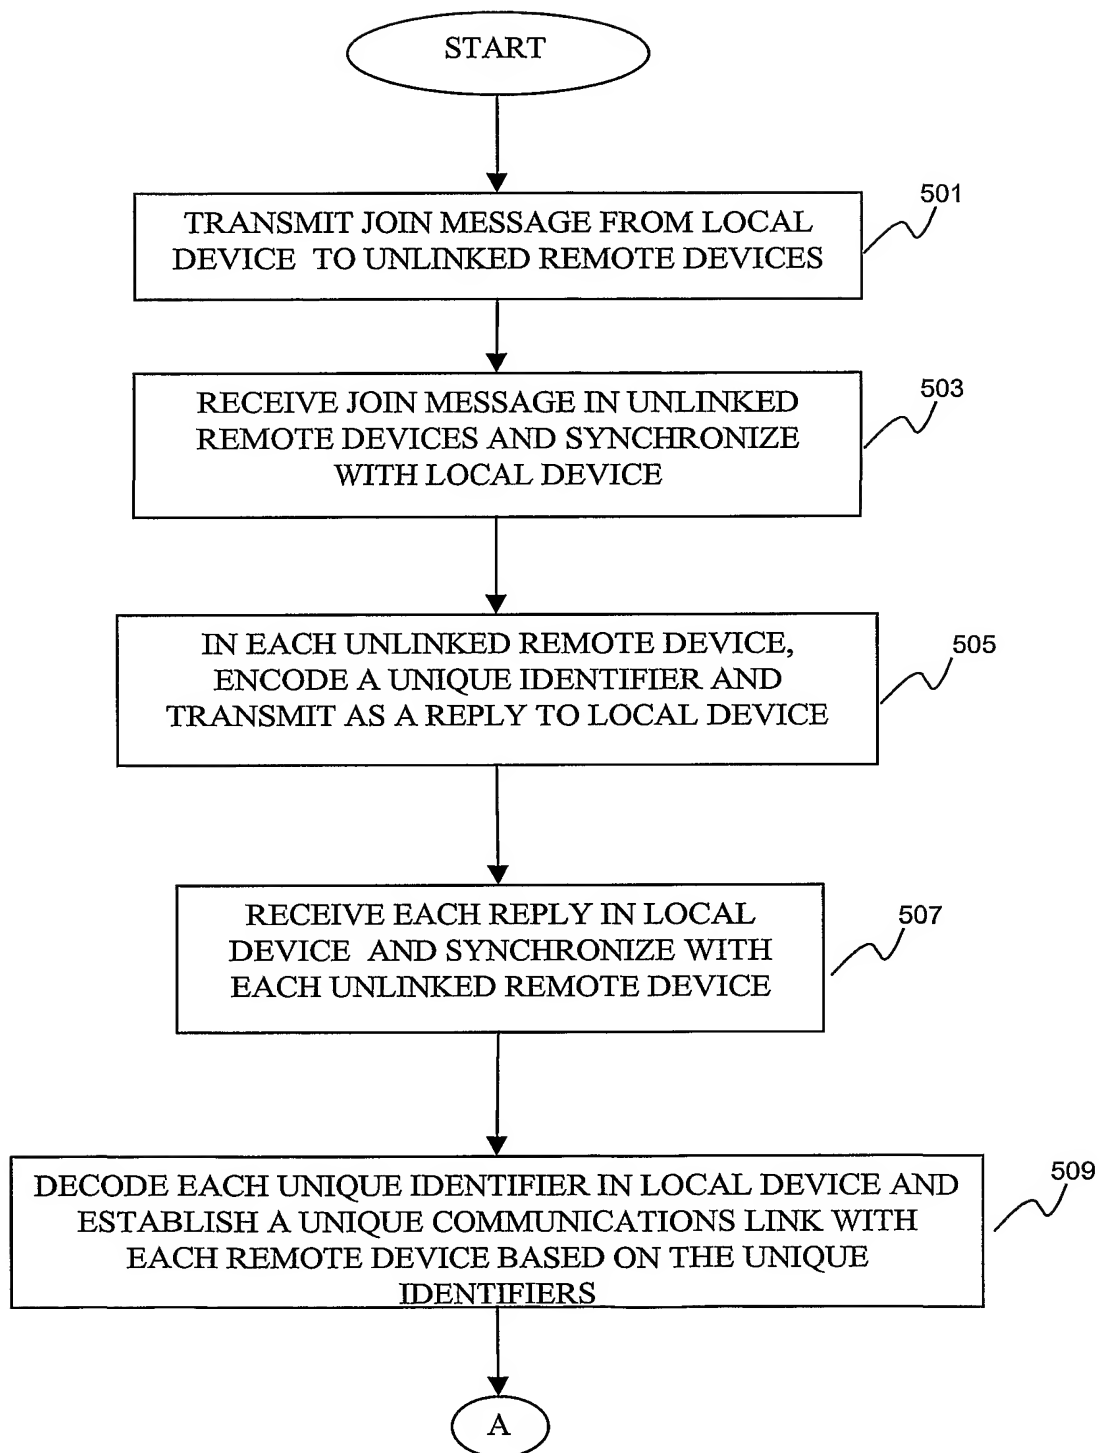 START
501
TRANSMIT JOIN MESSAGE FROM LOCAL
DEVICE TO UNLINKED REMOTE DEVICES
503
RECEIVE JOIN MESSAGE IN UNLINKED
REMOTE DEVICES AND SYNCHRONIZE
WITH LOCAL DEVICE
505
IN EACH UNLINKED REMOTE DEVICE,
ENCODE A UNIQUE IDENTIFIER AND
TRANSMIT AS A REPLY TO LOCAL DEVICE
507
RECEIVE EACH REPLY IN LOCAL
DEVICE AND SYNCHRONIZE WITH
EACH UNLINKED REMOTE DEVICE
509
DECODE EACH UNIQUE IDENTIFIER IN LOCAL DEVICE AND
ESTABLISH A UNIQUE COMMUNICATIONS LINK WITH
EACH REMOTE DEVICE BASED ON THE UNIQUE
IDENTIFIERS
A